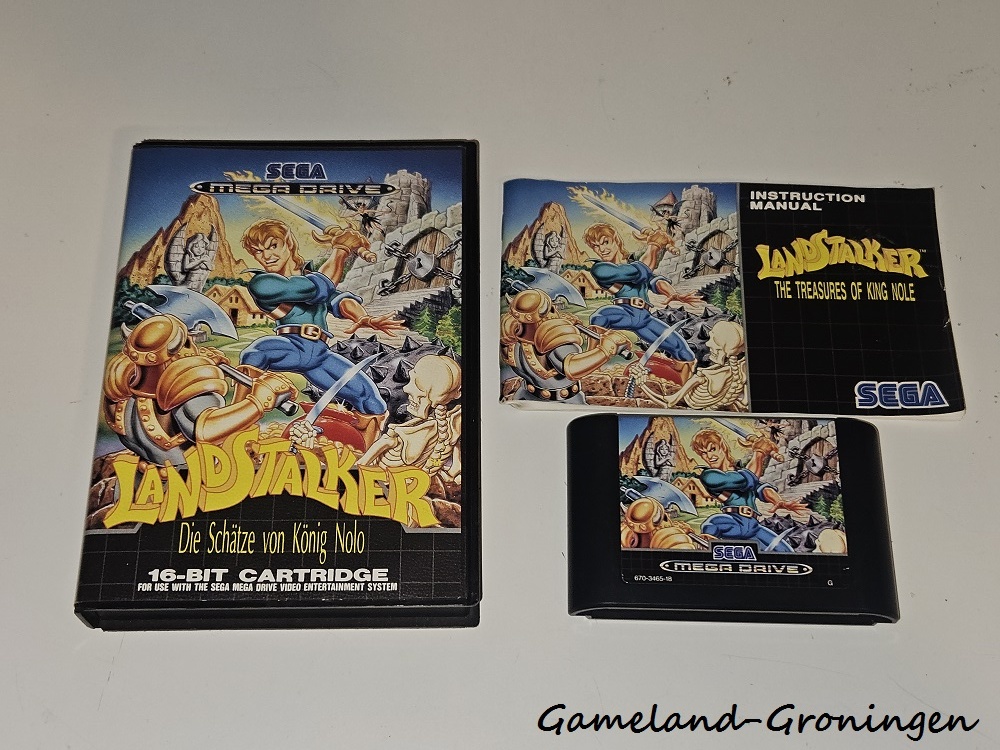 SEGA
MEGA DRIVE
LANDSTALKER
Die Schätze von König Nolo
16-BIT CARTRIDGE
FOR USE WITH THE SEGA MEGA DRIVE VIDEO ENTERTAINMENT SYSTEM
INSTRUCTION
MANUAL
LANDSTALKER™
THE TREASURES OF KING NOLE
SEGA
SEGA
MEGA DRIVE
670-3465-18
G
Gameland-Groningen